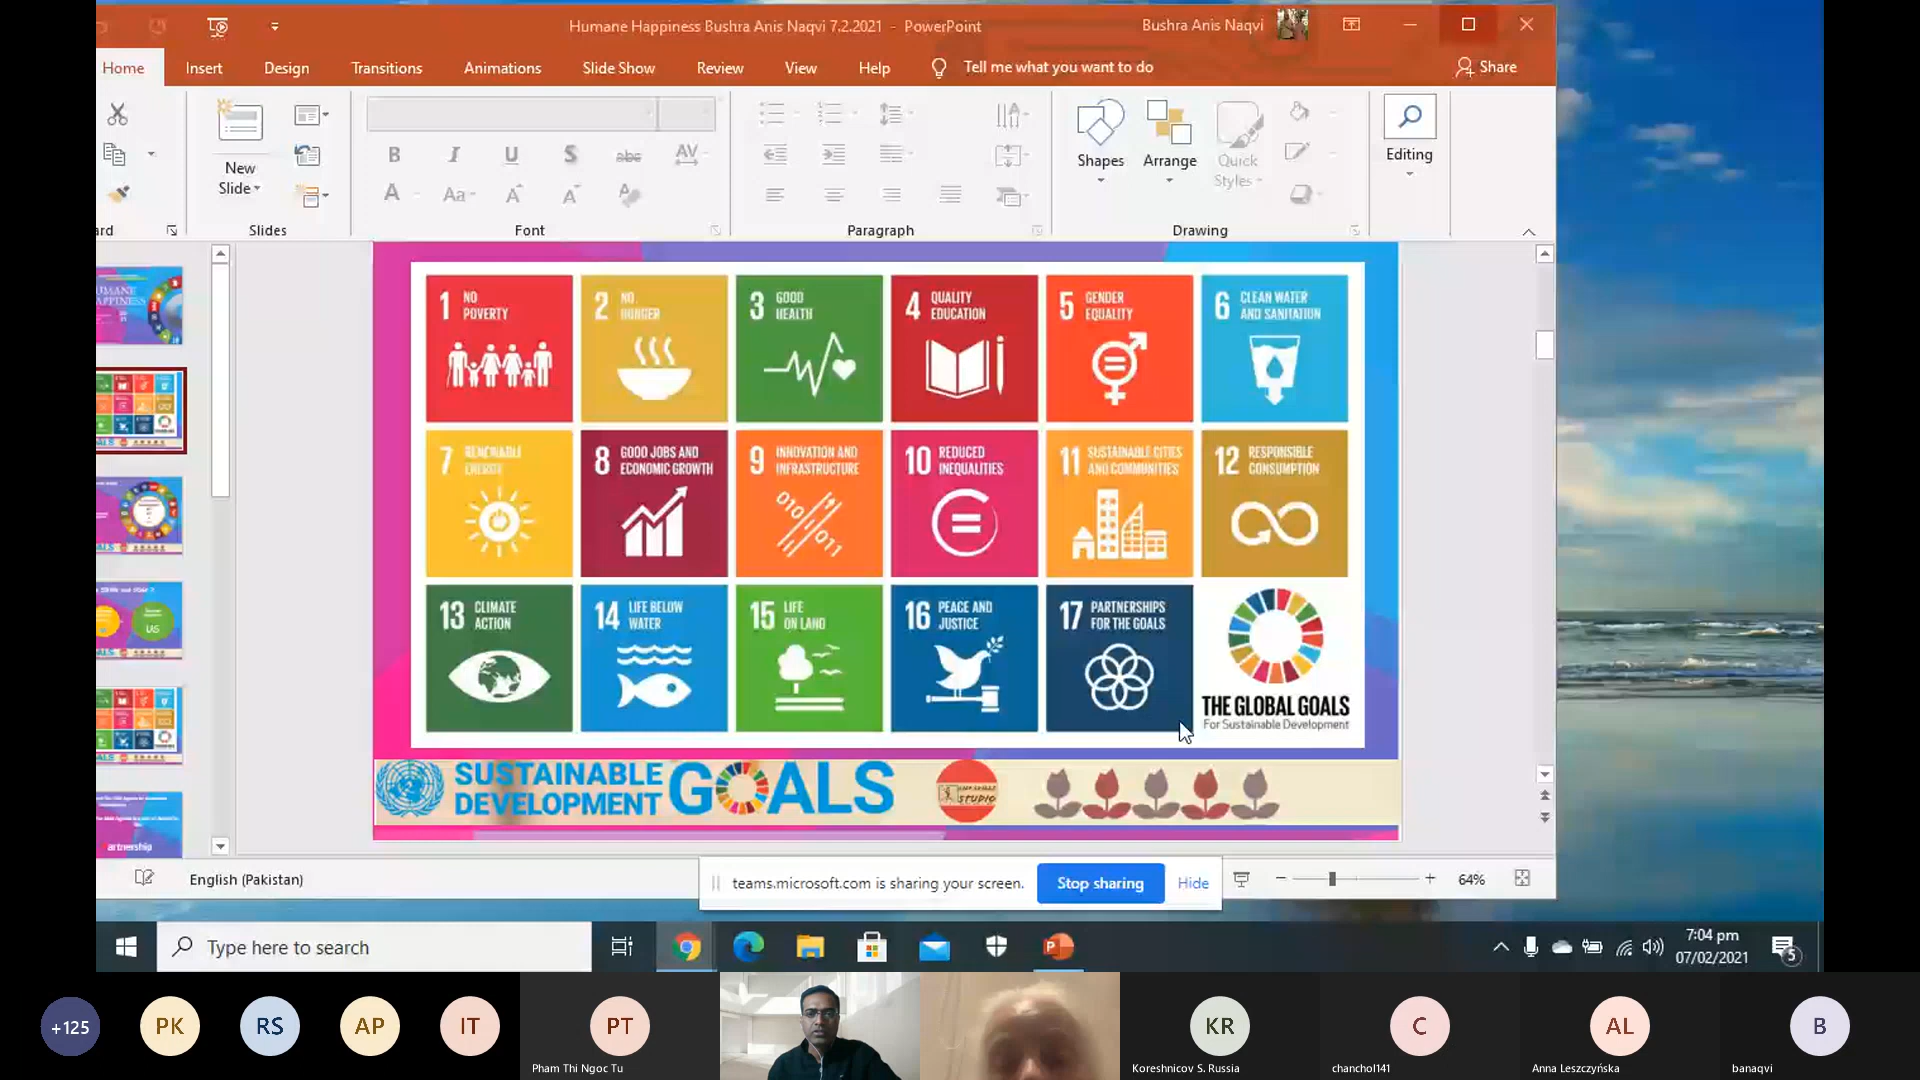 Humane Happiness Bushra Anis Naqvi 7.2.2021 - PowerPoint
Bushra Anis Naqvi
Home Insert Design Transitions Animations Slide Show Review View Help Tell me what you want to do Share
New
Slide
Shapes
Arrange
Quick
Styles
Editing
ard
Slides
Font
Paragraph
Drawing
1 NO
POVERTY
2 NO
HUNGER
3 GOOD
HEALTH
4 QUALITY
EDUCATION
5 GENDER
EQUALITY
6 CLEAN WATER
AND SANITATION
7 RENEWABLE
ENERGY
8 GOOD JOBS AND
ECONOMIC GROWTH
9 INNOVATION AND
INFRASTRUCTURE
10 REDUCED
INEQUALITIES
11 SUSTAINABLE CITIES
AND COMMUNITIES
12 RESPONSIBLE
CONSUMPTION
13 CLIMATE
ACTION
14 LIFE BELOW
WATER
15 LIFE
ON LAND
16 PEACE AND
JUSTICE
17 PARTNERSHIPS
FOR THE GOALS
THE GLOBAL GOALS
For Sustainable Development
SUSTAINABLE
DEVELOPMENT
GOALS
STUDIO
artnership
English (Pakistan)
teams.microsoft.com is sharing your screen.
Stop sharing
Hide
64%
Type here to search
7:04 pm
07/02/2021
5
+125
PK
RS
AP
IT
PT
KR
C
AL
B
Pham Thi Ngoc Tu
Koreshnicov S. Russia
chanchol141
Anna Leszczyńska
banaqvi